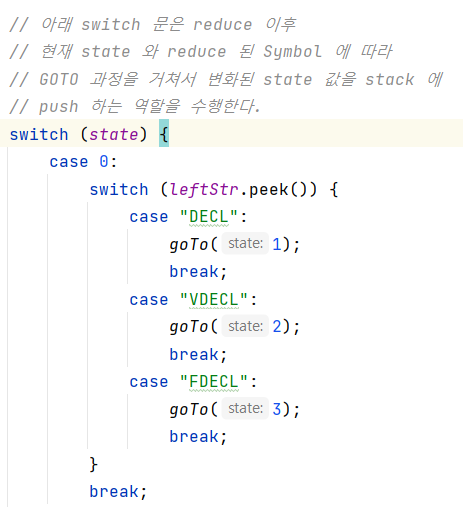 // 아래 switch 문은 reduce 이후
// 현재 state 와 reduce 된 Symbol 에 따라
// GOTO 과정을 거쳐서 변화된 state 값을 stack 에
// push 하는 역할을 수행한다.
switch (state) {
case 0:
switch (leftStr.peek()) {
case "DECL":
goTo( state: 1);
break;
case "VDECL":
goTo( state: 2);
break;
case "FDECL":
goTo( state: 3);
break;
}
break;